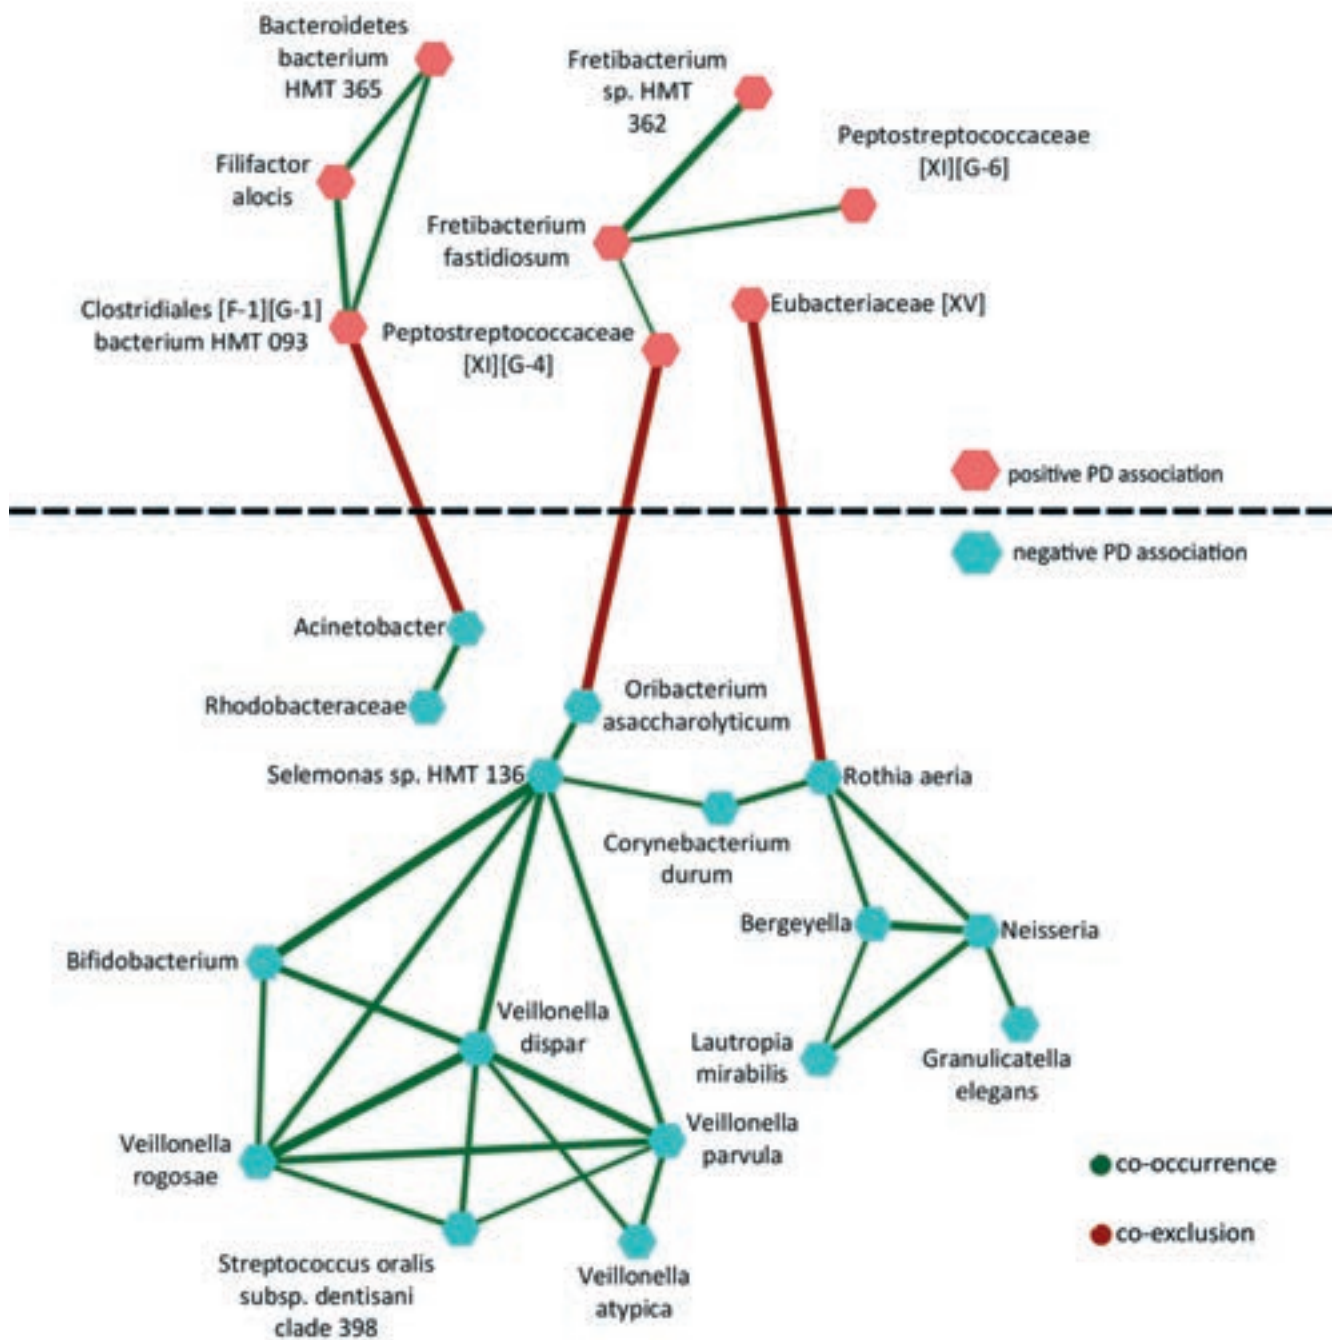 Bacteroidetes
bacterium
HMT 365
Fretibacterium
sp. HMT
362
Peptostreptococcaceae
[XI][G-6]
Filifactor
alocis
Fretibacterium
fastidiosum
Clostridiales [F-1][G-1]
bacterium HMT 093
Peptostreptococcaceae
[XI][G-4]
Eubacteriaceae [XV]
positive PD association
negative PD association
Acinetobacter
Rhodobacteraceae
Oribacterium
asaccharolyticum
Selemonas sp. HMT 136
Rothia aeria
Corynebacterium
durum
Bergeyella
Neisseria
Bifidobacterium
Veillonella
dispar
Lautropia
mirabilis
Granulicatella
elegans
Veillonella
rogosae
Veillonella
parvula
co-occurrence
co-exclusion
Streptococcus oralis
subsp. dentisani
clade 398
Veillonella
atypica